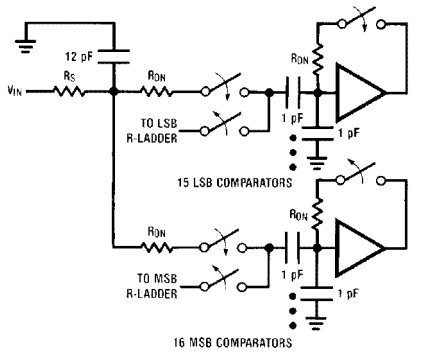 12 pF
RS
VIN
RON
TO LSB
R-LADDER
1 pF
RON
1 pF
15 LSB COMPARATORS
RON
TO MSB
R-LADDER
1 pF
RON
1 pF
16 MSB COMPARATORS